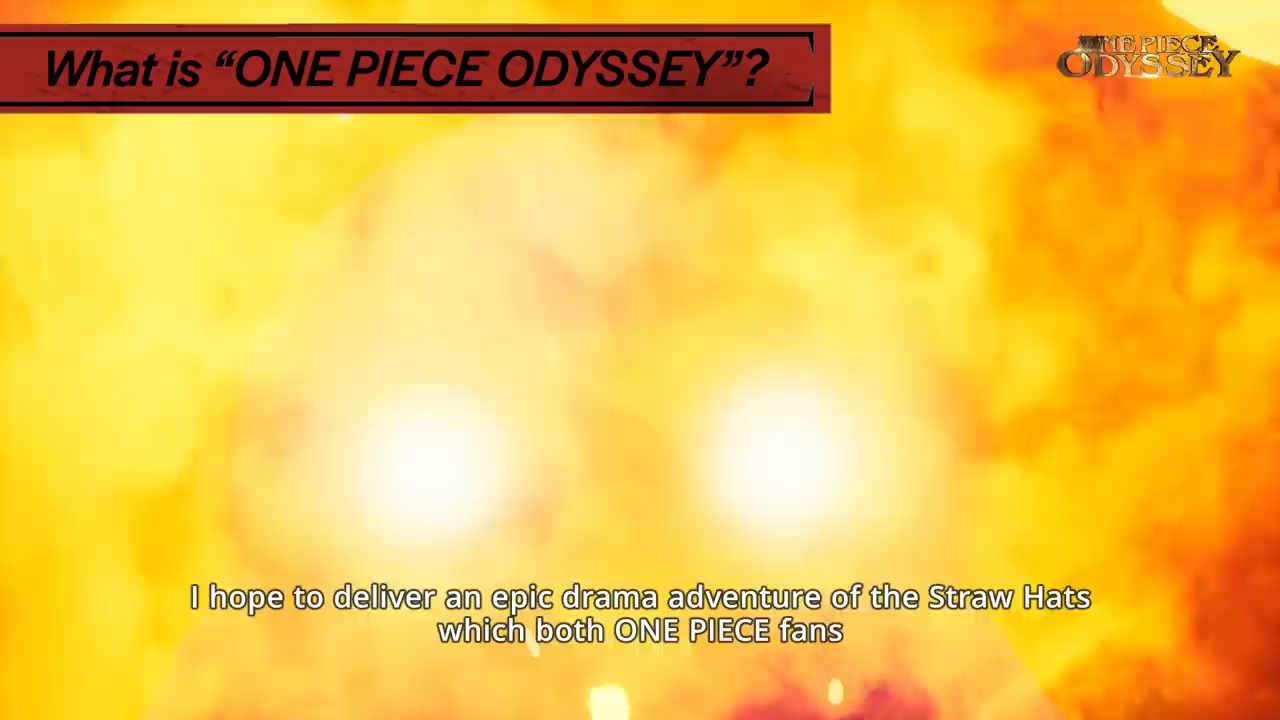 What is “ONE PIECE ODYSSEY”?
ONE PIECE
ODYSSEY
I hope to deliver an epic drama adventure of the Straw Hats
which both ONE PIECE fans